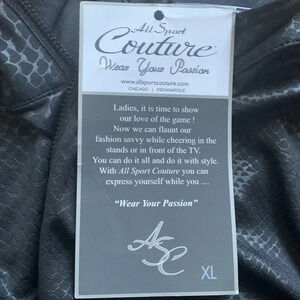 All Sport
Couture™
Wear Your Passion
www.allsportcouture.com
CHICAGO | INDIANAPOLIS
Ladies, it is time to show
our love of the game !
Now we can flaunt our
fashion savvy while cheering in the
stands or in front of the TV.
You can do it all and do it with style.
With All Sport Couture you can
express yourself while you ....
“Wear Your Passion”
ASC
XL